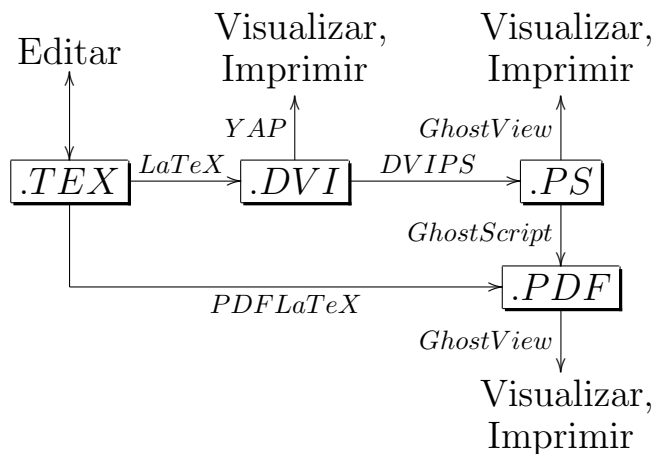 Editar
Visualizar,
Imprimir
Visualizar,
Imprimir
YAP
GhostView
.TEX
LaTeX
.DVI
DVIPS
.PS
GhostScript
PDFLaTeX
.PDF
GhostView
Visualizar,
Imprimir